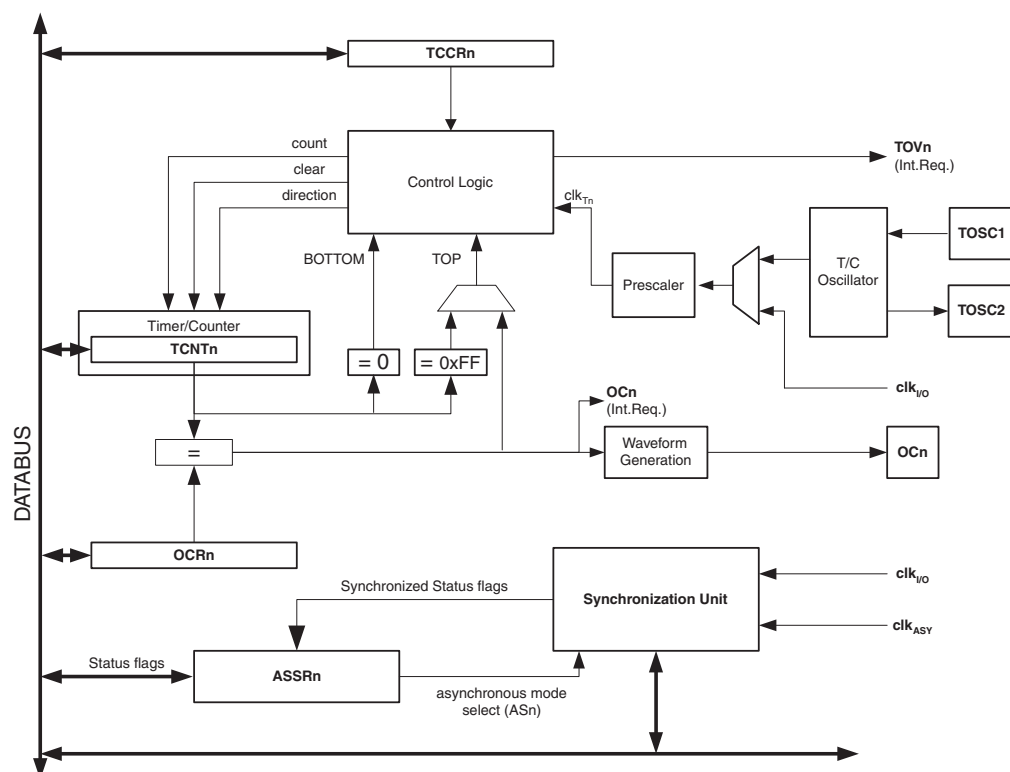 TCCRn
count
clear
direction
Control Logic
TOVn
(Int.Req.)
clkTn
BOTTOM
TOP
TOSC1
T/C
Oscillator
Prescaler
TOSC2
Timer/Counter
TCNTn
= 0
= 0xFF
clkI/O
OCn
(Int.Req.)
=
Waveform
Generation
OCn
DATABUS
OCRn
Synchronized Status flags
Synchronization Unit
clkI/O
clkASY
Status flags
ASSRn
asynchronous mode
select (ASn)